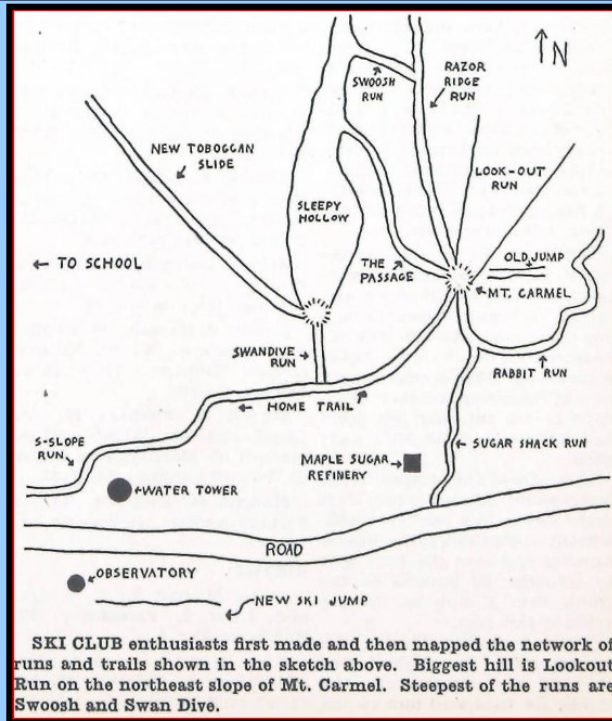 ↑N
SWOOSH
RUN
RAZOR
RIDGE
RUN
NEW TOBOGGAN
SLIDE
LOOK-OUT
RUN
SLEEPY
HOLLOW
← TO SCHOOL
THE
PASSAGE
OLD JUMP
MT. CARMEL
SWANDIVE
RUN
RABBIT RUN
HOME TRAIL
S-SLOPE
RUN
MAPLE SUGAR
REFINERY
SUGAR SHACK RUN
WATER TOWER
ROAD
OBSERVATORY
NEW SKI JUMP
SKI CLUB enthusiasts first made and then mapped the network of
runs and trails shown in the sketch above. Biggest hill is Lookout
Run on the northeast slope of Mt. Carmel. Steepest of the runs are
Swoosh and Swan Dive.